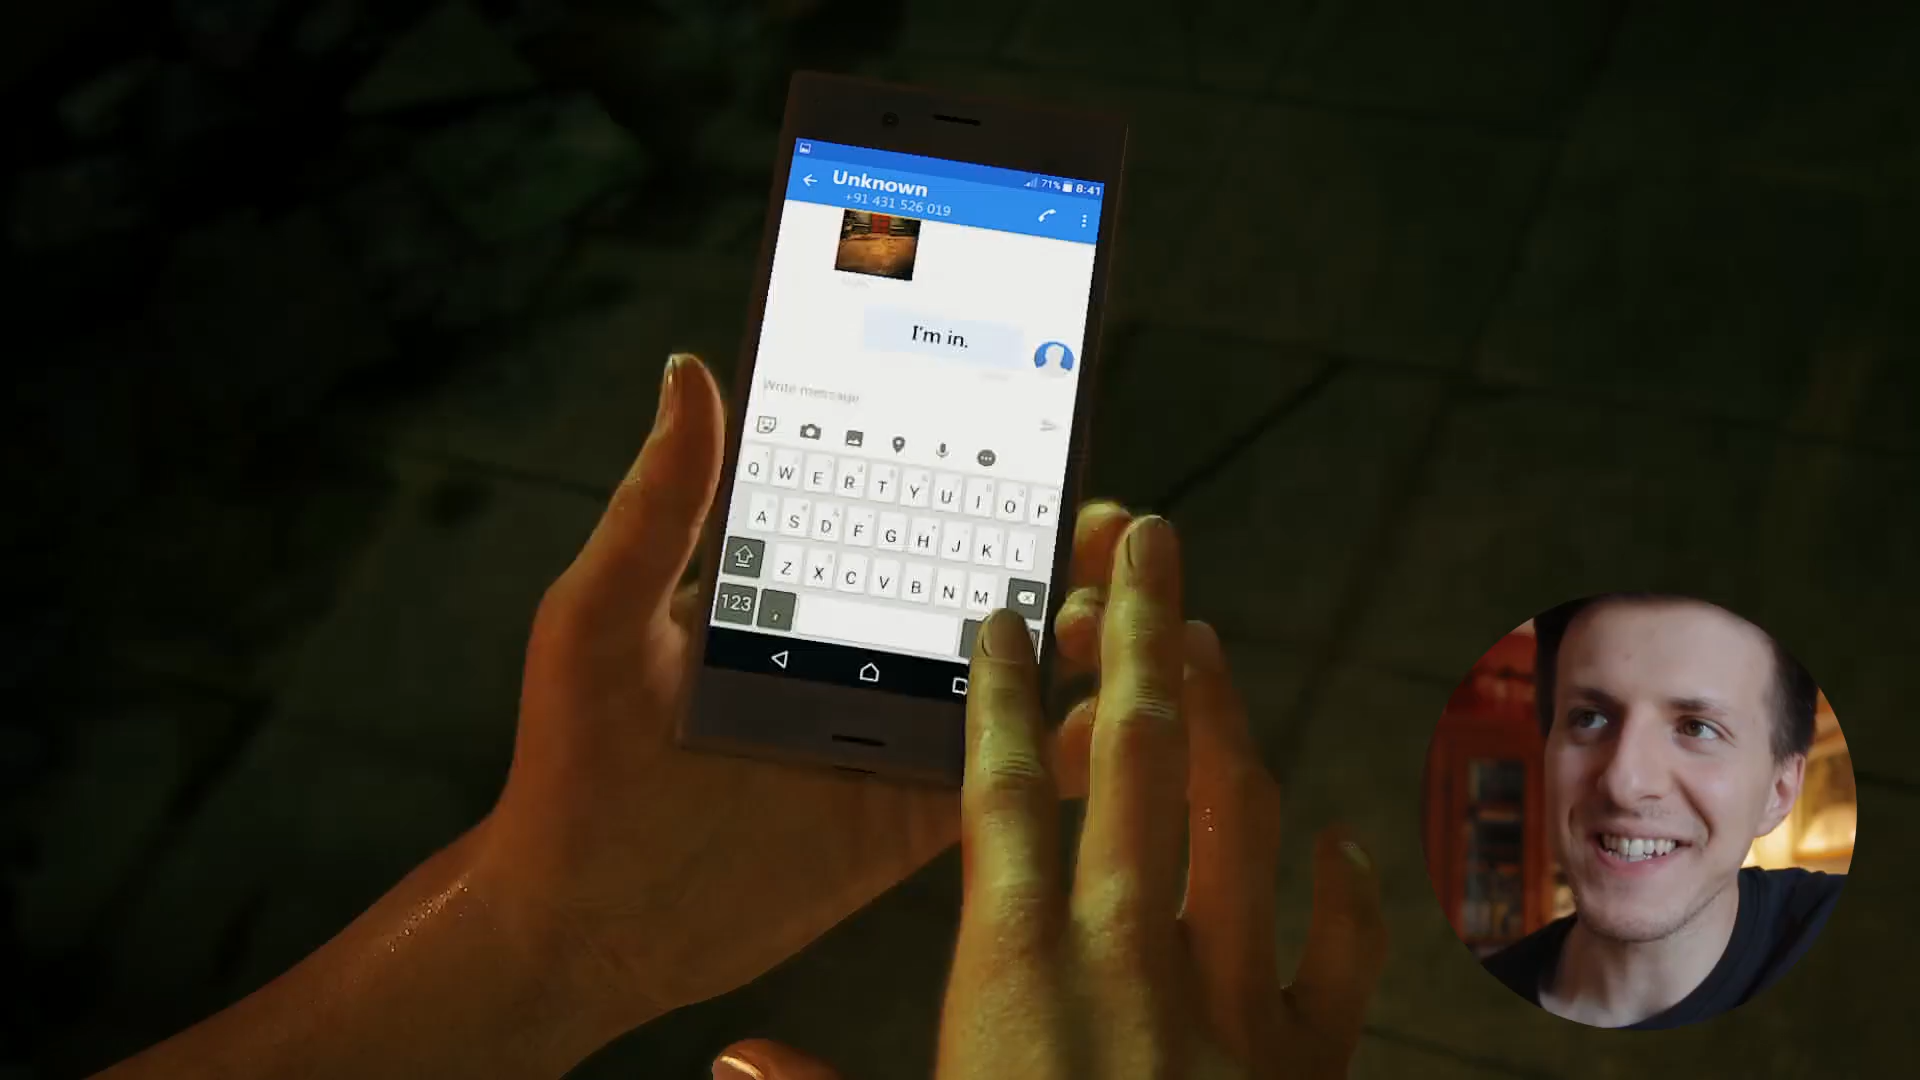 71% 8:41
Unknown
+91 431 526 019
I'm in.
Write message
Q W E R T Y U I O P
A S D F G H J K L
Z X C V B N M
123 ,